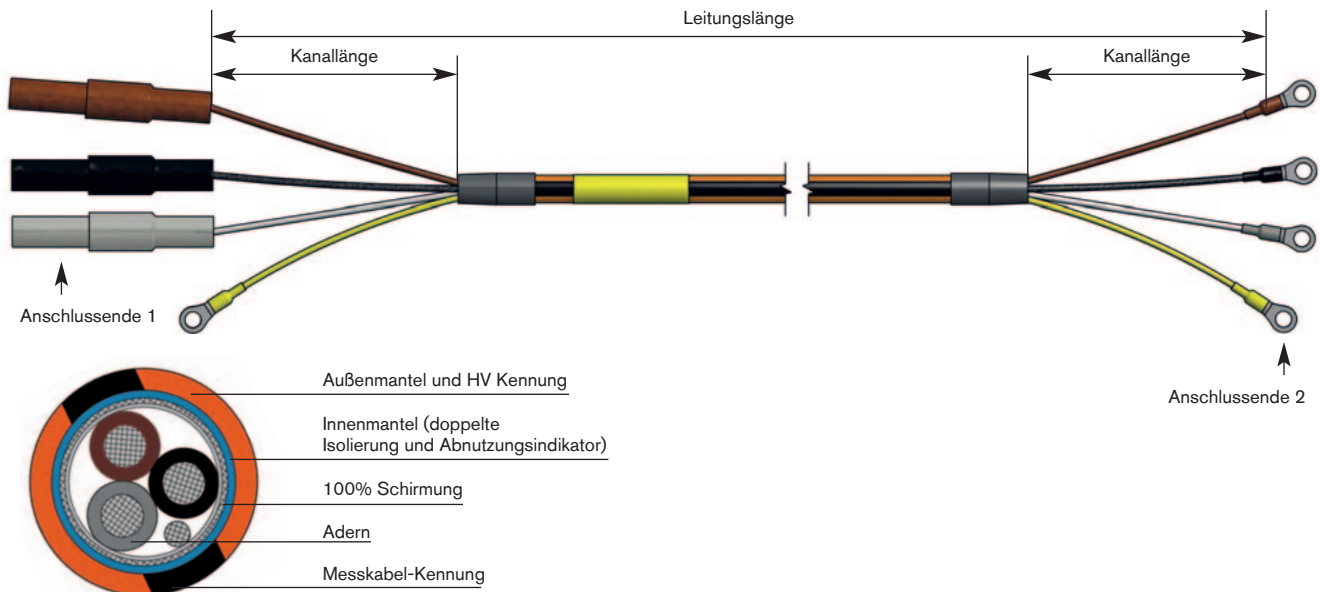 Leitungslänge
Kanallänge
Kanallänge
Anschlussende 1
Anschlussende 2
Außenmantel und HV Kennung
Innenmantel (doppelte
Isolierung und Abnutzungsindikator)
100% Schirmung
Adern
Messkabel-Kennung